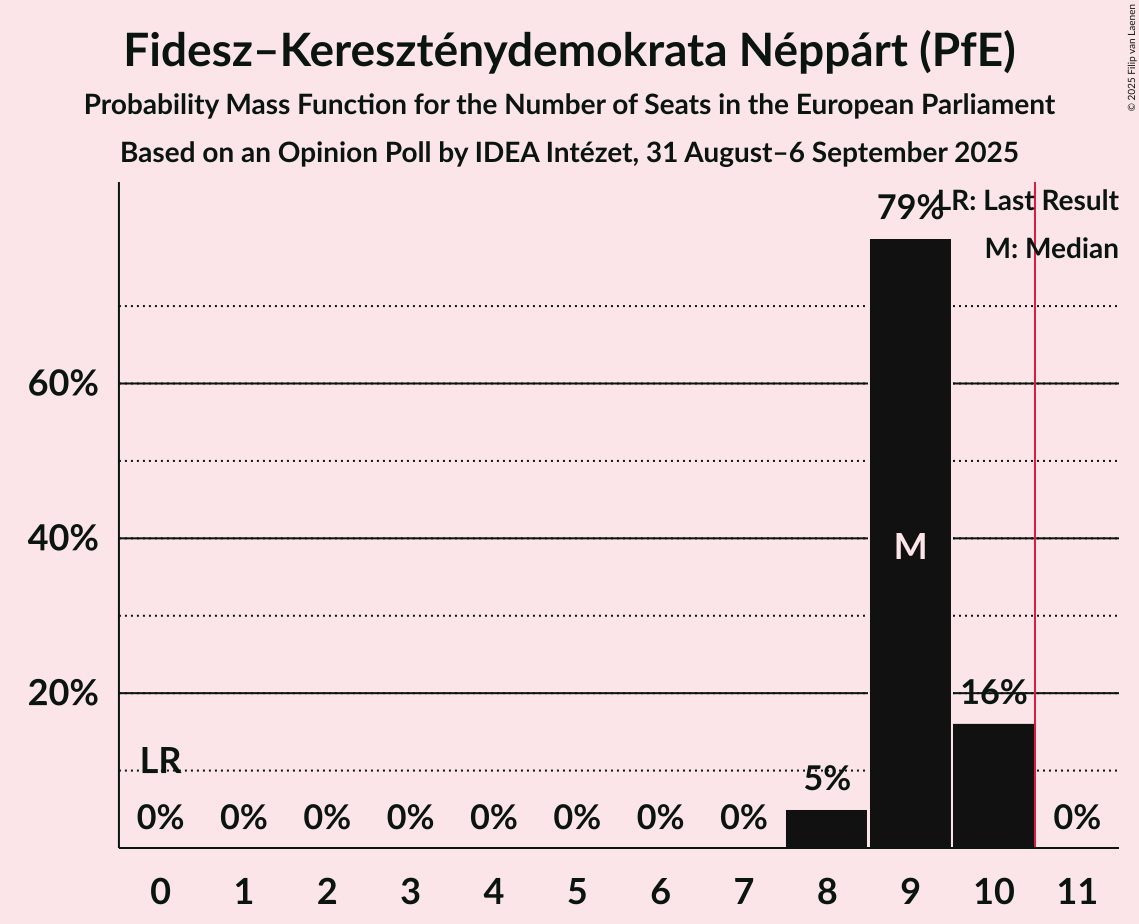 Fidesz–Kereszténydemokrata Néppárt (PfE)
Probability Mass Function for the Number of Seats in the European Parliament
Based on an Opinion Poll by IDEA Intézet, 31 August–6 September 2025
© 2025 Filip van Laenen
LR: Last Result
M: Median
79%
60%
40%
M
20%
16%
LR
5%
0% 0% 0% 0% 0% 0% 0% 0% 0%
0 1 2 3 4 5 6 7 8 9 10 11